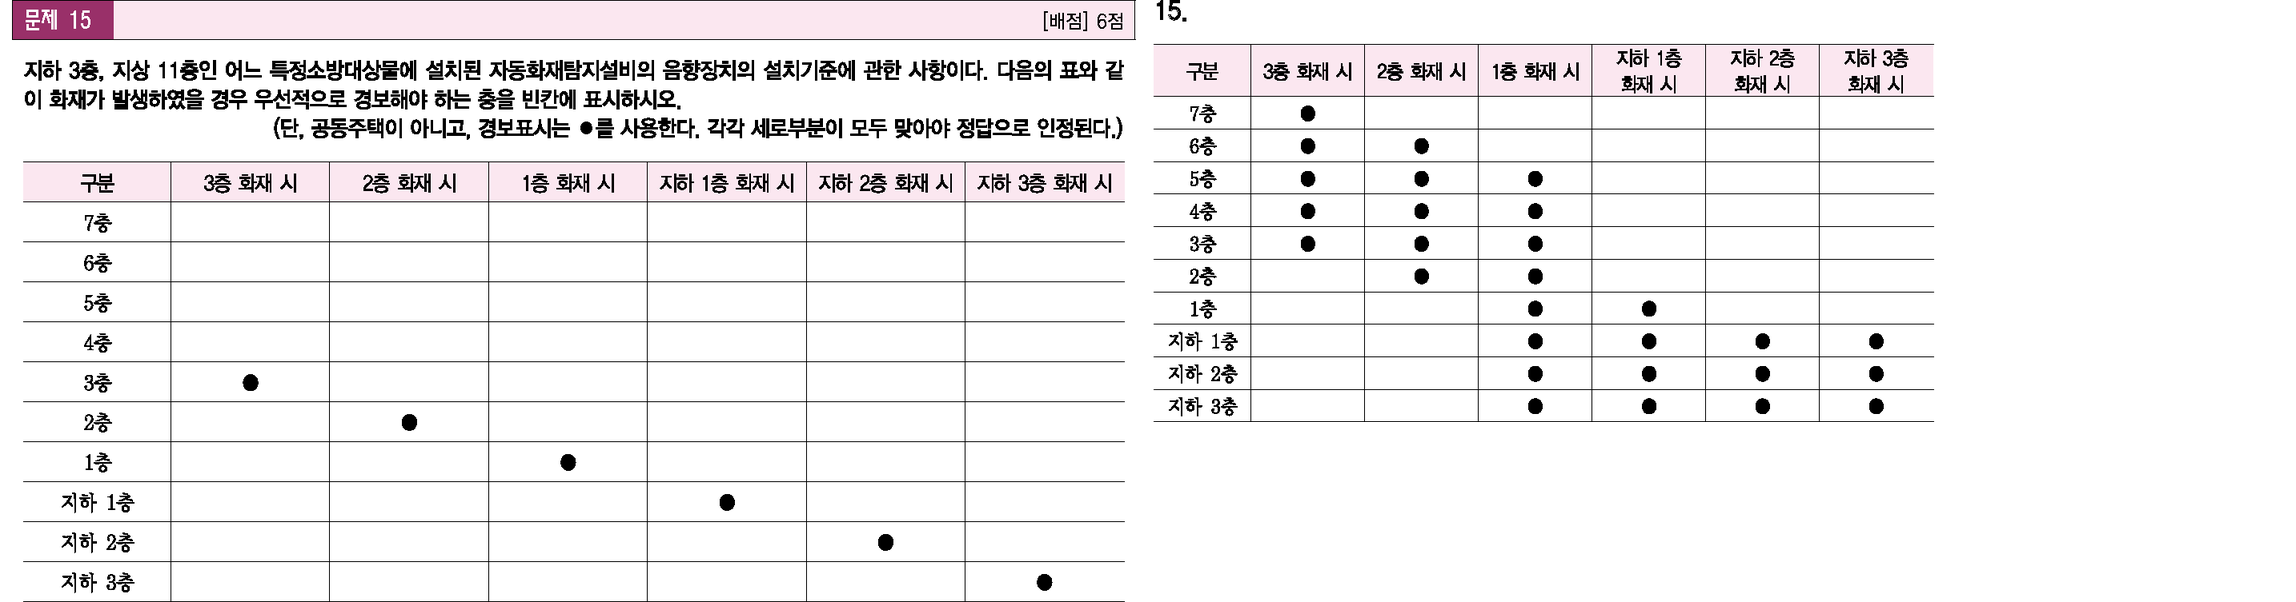 문제 15 [배점] 6점
지하 3층, 지상 11층인 어느 특정소방대상물에 설치된 자동화재탐지설비의 음향장치의 설치기준에 관한 사항이다. 다음의 표와 같
이 화재가 발생하였을 경우 우선적으로 경보해야 하는 층을 빈칸에 표시하시오.
(단, 공동주택이 아니고, 경보표시는 ●를 사용한다. 각각 세로부분이 모두 맞아야 정답으로 인정된다.)
구분 3층 화재 시 2층 화재 시 1층 화재 시 지하 1층 화재 시 지하 2층 화재 시 지하 3층 화재 시
7층
6층
5층
4층
3층 ●
2층 ●
1층 ●
지하 1층 ●
지하 2층 ●
지하 3층 ●
15.
구분 3층 화재 시 2층 화재 시 1층 화재 시 지하 1층 화재 시 지하 2층 화재 시 지하 3층 화재 시
7층 ●
6층 ● ●
5층 ● ● ●
4층 ● ● ●
3층 ● ● ●
2층 ● ●
1층 ● ●
지하 1층 ● ● ● ●
지하 2층 ● ● ● ●
지하 3층 ● ● ● ●